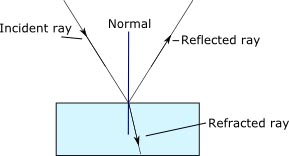 Normal
Incident ray
Reflected ray
Refracted ray